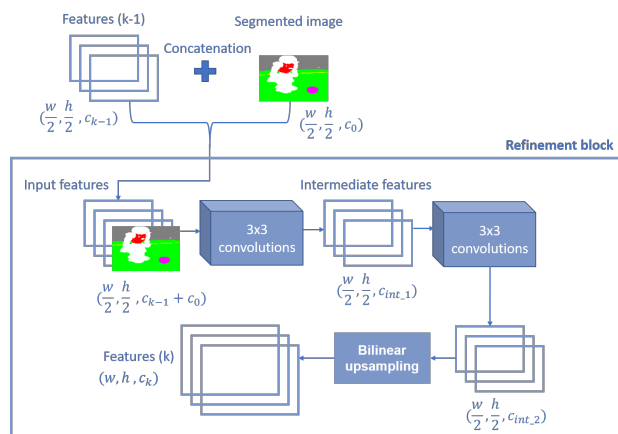 Features (k-1)
Segmented image
Concatenation
(w/2, h/2, c_{k-1})
(w/2, h/2, c_0)
Refinement block
Input features
Intermediate features
3x3
convolutions
3x3
convolutions
(w/2, h/2, c_{k-1} + c_0)
(w/2, h/2, c_{int_1})
Features (k)
(w, h, c_k)
Bilinear
upsampling
(w/2, h/2, c_{int_2})